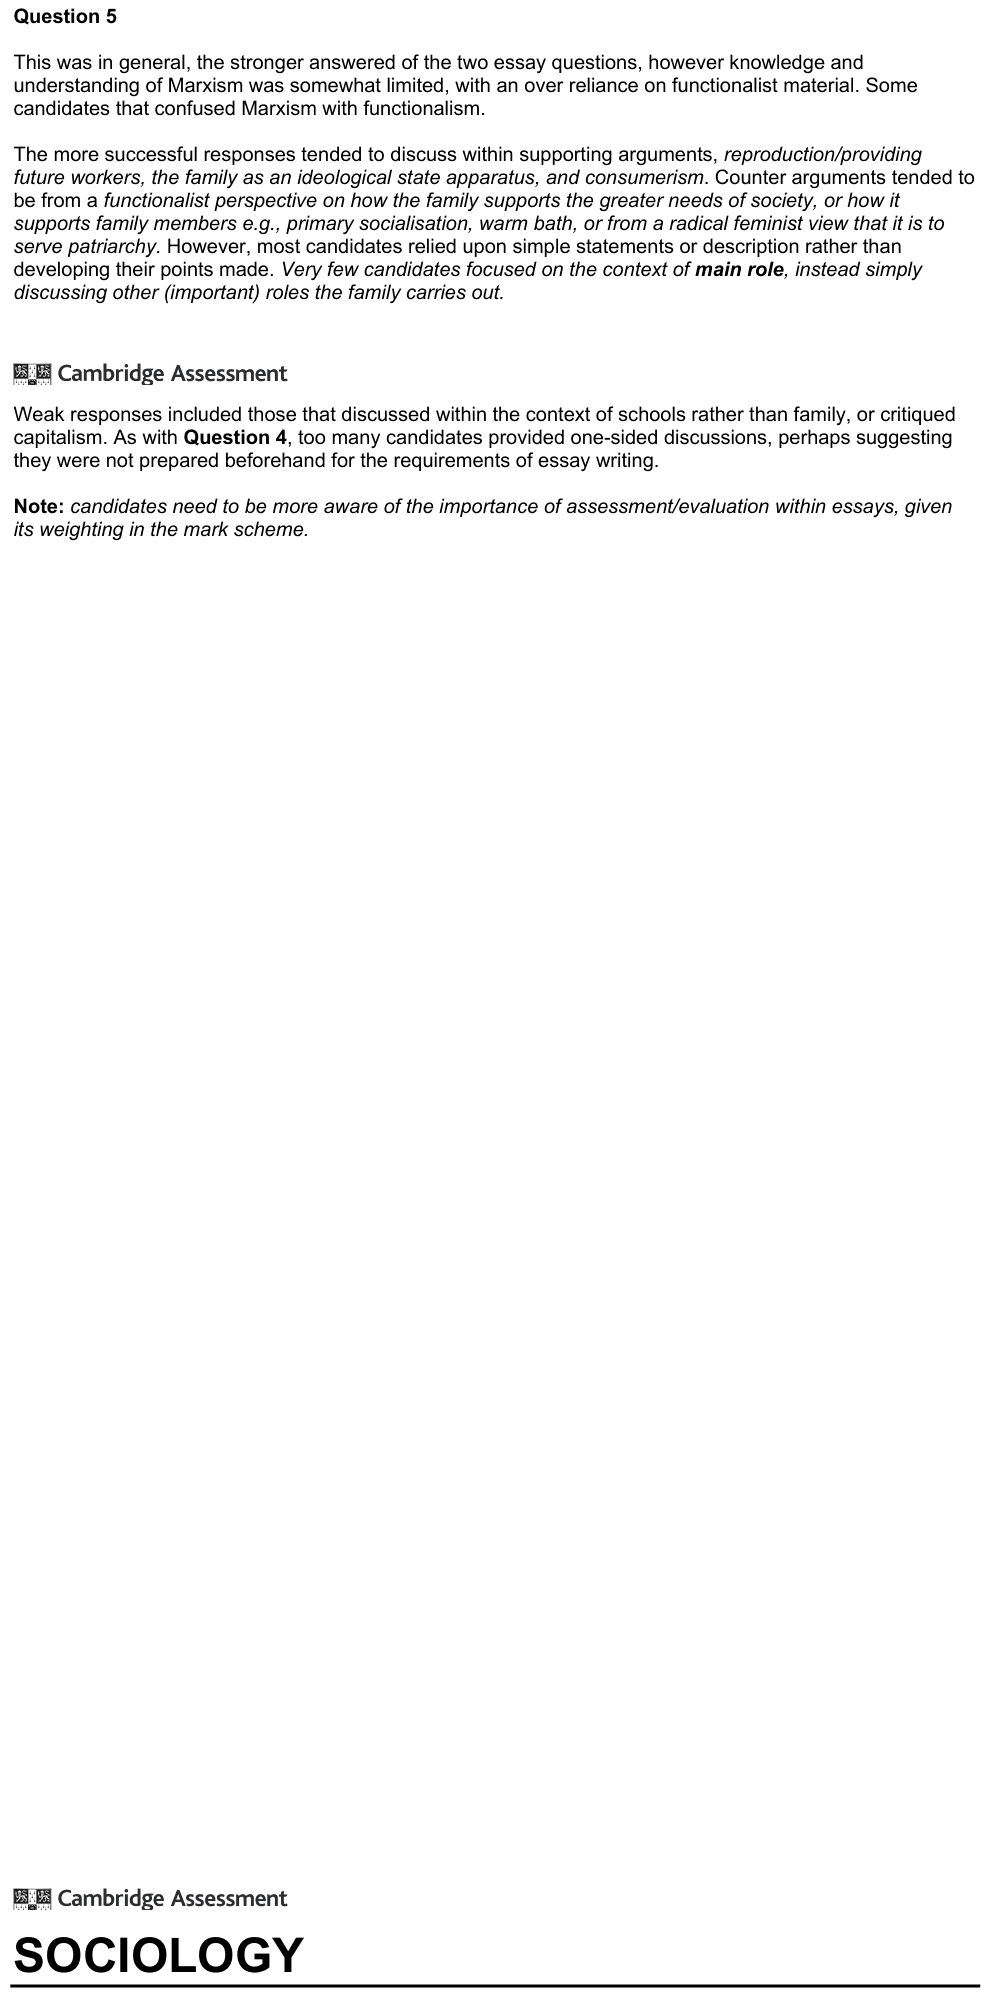 Question 5
This was in general, the stronger answered of the two essay questions, however knowledge and
understanding of Marxism was somewhat limited, with an over reliance on functionalist material. Some
candidates that confused Marxism with functionalism.
The more successful responses tended to discuss within supporting arguments, reproduction/providing
future workers, the family as an ideological state apparatus, and consumerism. Counter arguments tended to
be from a functionalist perspective on how the family supports the greater needs of society, or how it
supports family members e.g., primary socialisation, warm bath, or from a radical feminist view that it is to
serve patriarchy. However, most candidates relied upon simple statements or description rather than
developing their points made. Very few candidates focused on the context of main role, instead simply
discussing other (important) roles the family carries out.
Cambridge Assessment
Weak responses included those that discussed within the context of schools rather than family, or critiqued
capitalism. As with Question 4, too many candidates provided one-sided discussions, perhaps suggesting
they were not prepared beforehand for the requirements of essay writing.
Note: candidates need to be more aware of the importance of assessment/evaluation within essays, given
its weighting in the mark scheme.
Cambridge Assessment
SOCIOLOGY